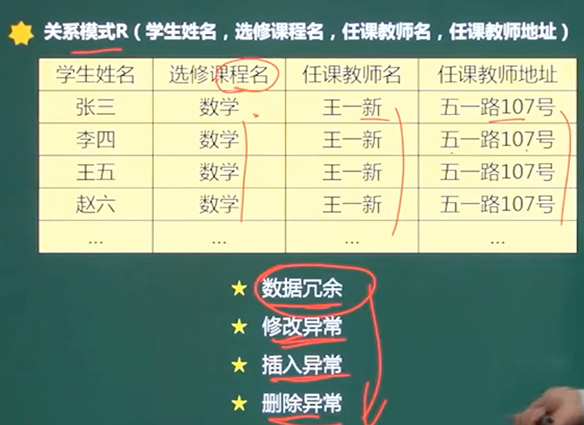 关系模式R（学生姓名，选修课程名，任课教师名，任课教师地址）
学生姓名 选修课程名 任课教师名 任课教师地址
张三 数学 王一新 五一路107号
李四 数学 王一新 五一路107号
王五 数学 王一新 五一路107号
赵六 数学 王一新 五一路107号
... ... ... ...
数据冗余
修改异常
插入异常
删除异常